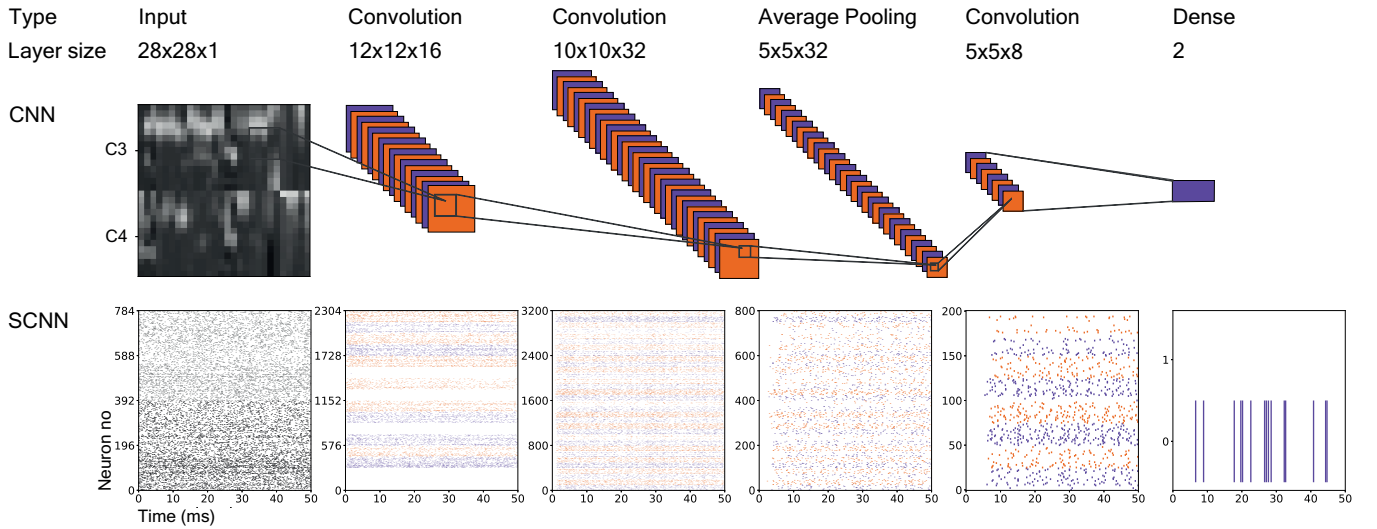 Type Input Convolution Convolution Average Pooling Convolution Dense
Layer size 28x28x1 12x12x16 10x10x32 5x5x32 5x5x8 2
CNN
C3
C4
SCNN
784 2304 3200 800 200
588 1728 2400 600 150 1
392 1152 1600 400 100
196 576 800 200 50 0
0 0 0 0 0
Neuron no
0 10 20 30 40 50 0 10 20 30 40 50 0 10 20 30 40 50 0 10 20 30 40 50 0 10 20 30 40 50 0 10 20 30 40 50
Time (ms)